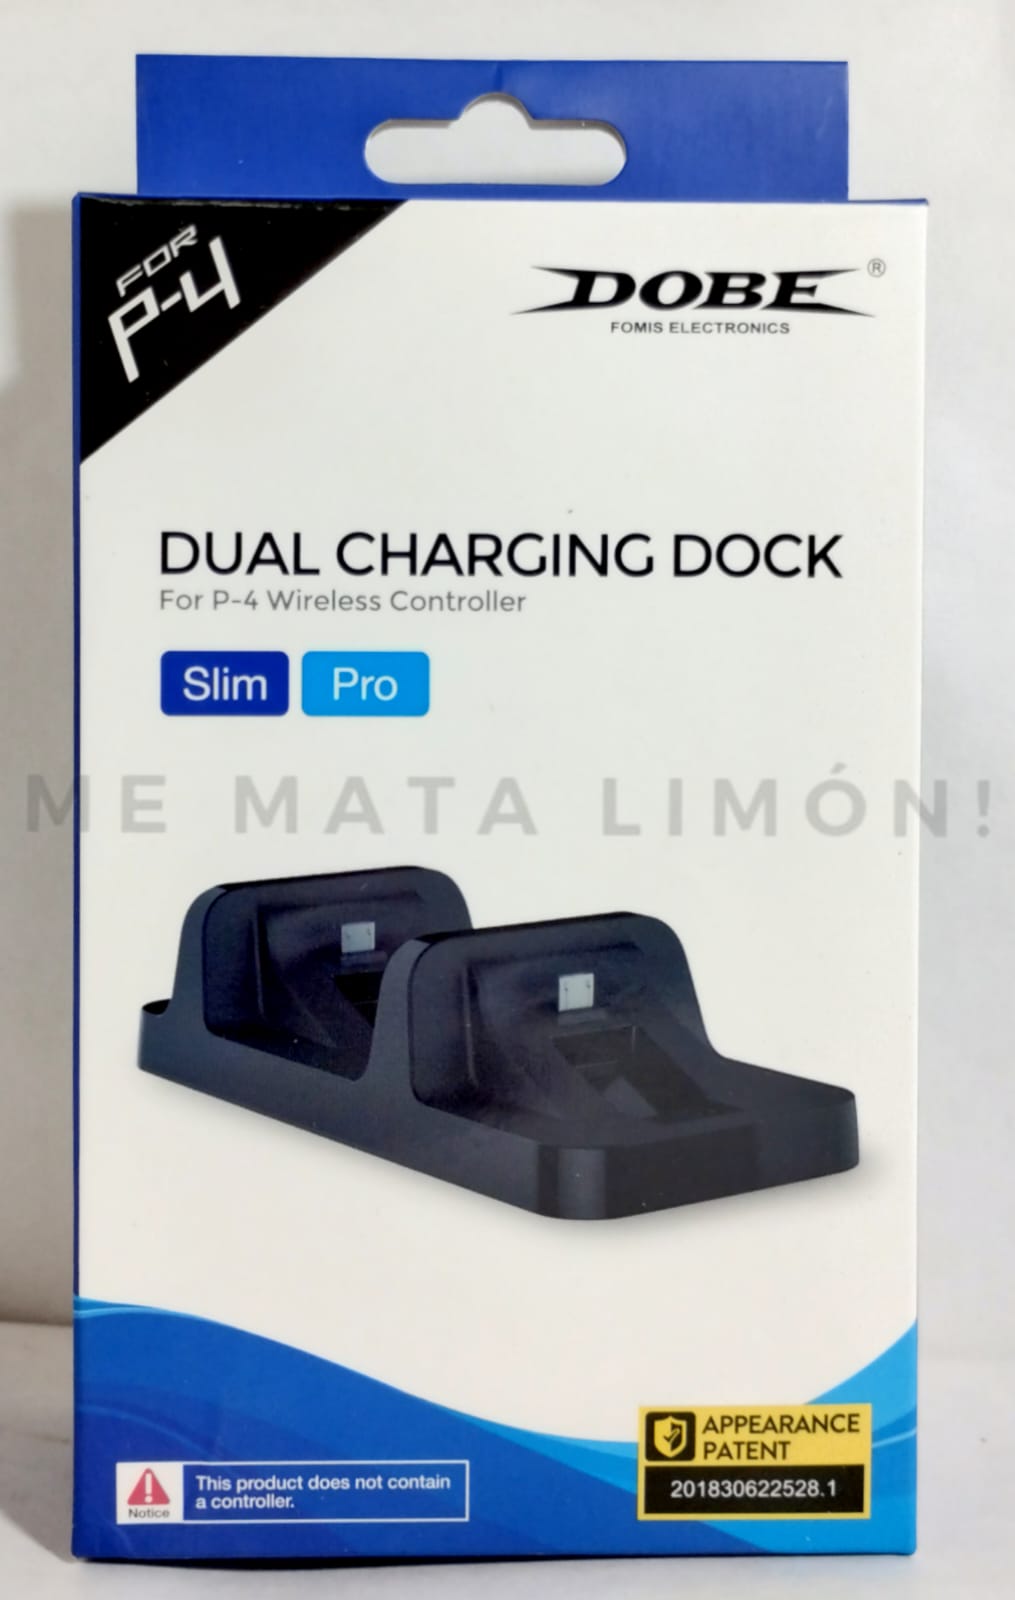 FOR
P-4
DOBE®
FOMIS ELECTRONICS
DUAL CHARGING DOCK
For P-4 Wireless Controller
Slim Pro
ME MATA LIMÓN!
Notice
This product does not contain
a controller.
APPEARANCE
PATENT
201830622528.1